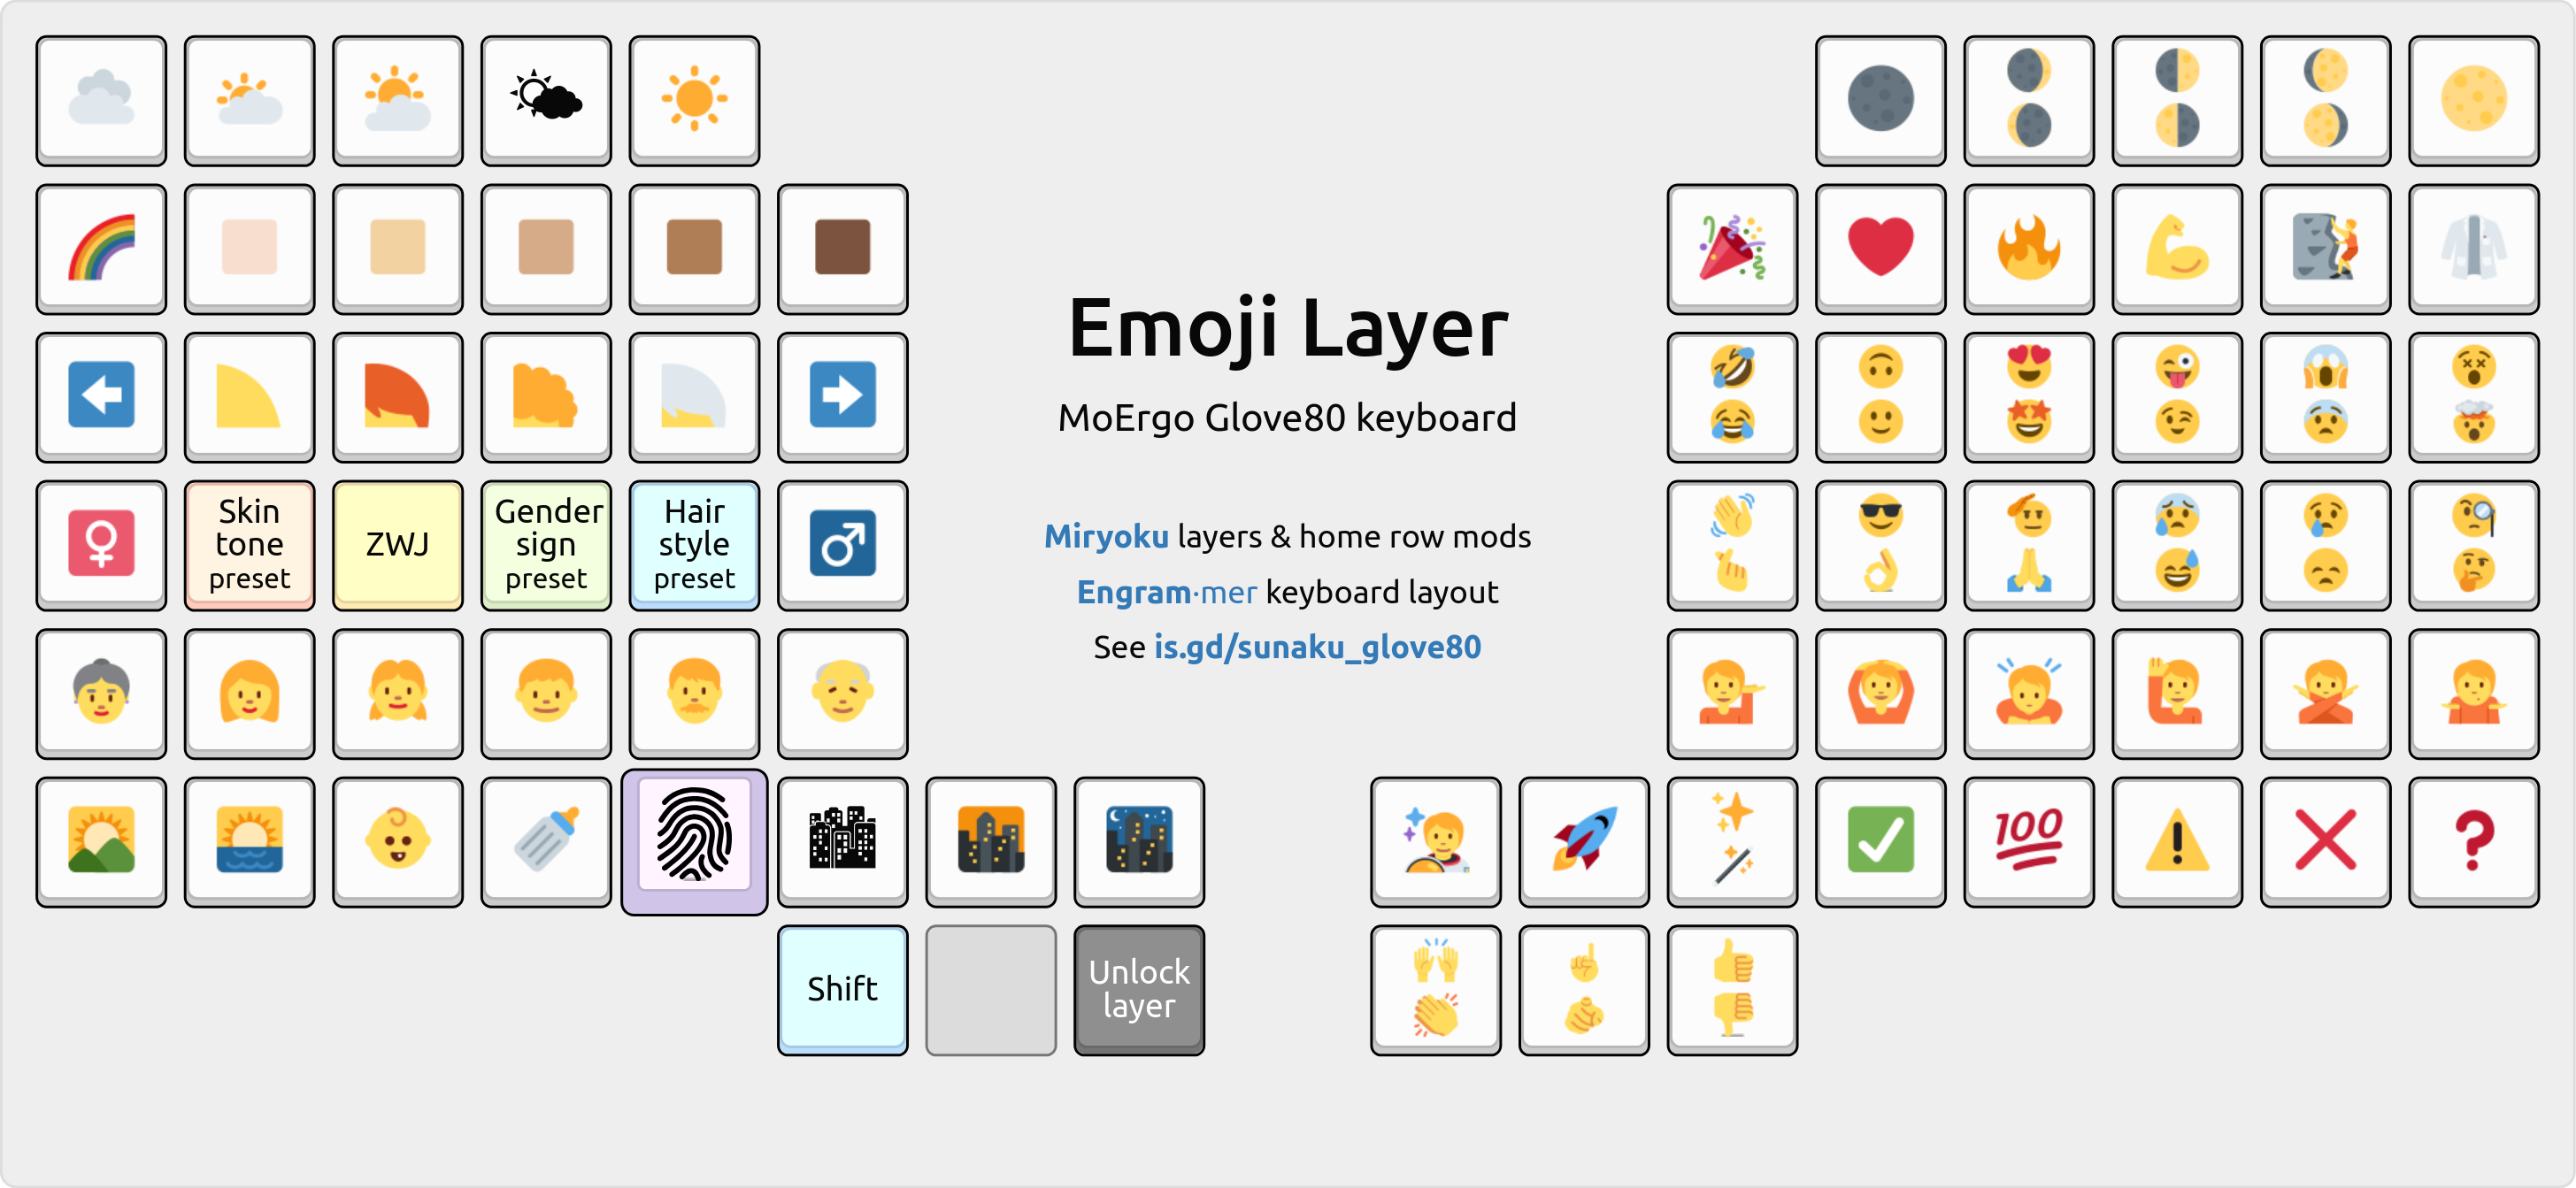 Emoji Layer
MoErgo Glove80 keyboard
Miryoku layers & home row mods
Engram·mer keyboard layout
See is.gd/sunaku_glove80
Skin
tone
preset
ZWJ
Gender
sign
preset
Hair
style
preset
100
Shift
Unlock
layer